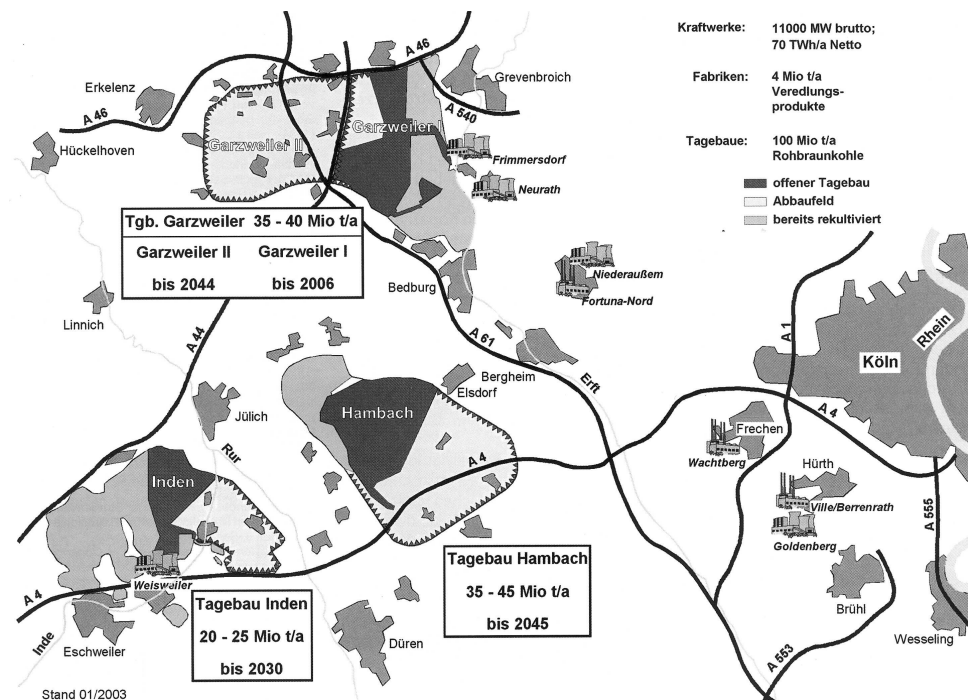 Kraftwerke: 11000 MW brutto;
70 TWh/a Netto
Fabriken: 4 Mio t/a
Veredlungs-
produkte
Tagebaue: 100 Mio t/a
Rohbraunkohle
offener Tagebau
Abbaufeld
bereits rekultiviert
A 46
Grevenbroich
Erkelenz
A 540
A 46
Garzweiler I
Garzweiler II
Hückelhoven
Frimmersdorf
Neurath
Tgb. Garzweiler 35 - 40 Mio t/a
Garzweiler II Garzweiler I
bis 2044 bis 2006
Niederaußem
Fortuna-Nord
Bedburg
Linnich
A 44
A 61
A 1
Rhein
Köln
Erft
Bergheim
Elsdorf
Jülich
Hambach
A 4
Frechen
Wachtberg
Rur
A 4
Inden
Hürth
Ville/Berrenrath
A 555
Goldenberg
Weisweiler
Tagebau Hambach
35 - 45 Mio t/a
bis 2045
A 4
Tagebau Inden
20 - 25 Mio t/a
bis 2030
Brühl
Wesseling
Düren
Inde
Eschweiler
A 553
Stand 01/2003